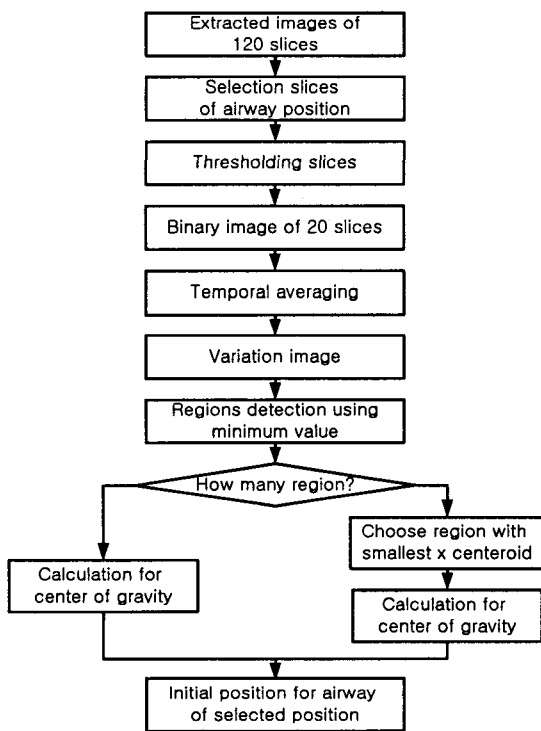 Extracted images of
120 slices
Selection slices
of airway position
Thresholding slices
Binary image of 20 slices
Temporal averaging
Variation image
Regions detection using
minimum value
How many region?
Calculation for
center of gravity
Choose region with
smallest x centeroid
Calculation for
center of gravity
Initial position for airway
of selected position